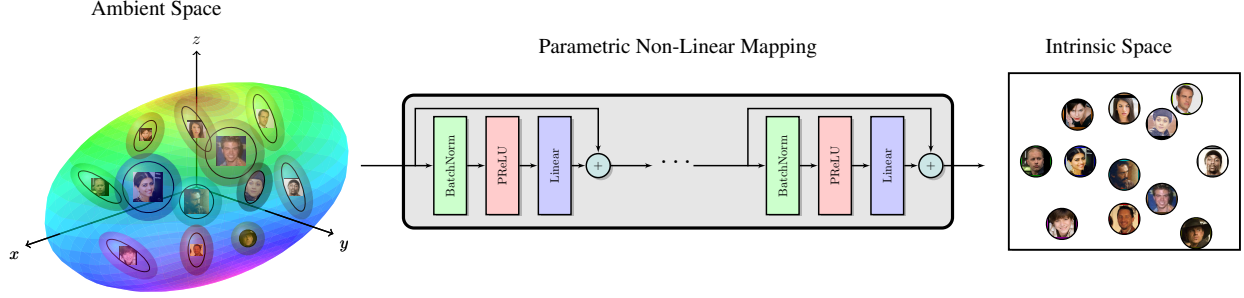 Ambient Space
Parametric Non-Linear Mapping
Intrinsic Space
z
x
y
BatchNorm
PReLU
Linear
+
· · ·
BatchNorm
PReLU
Linear
+